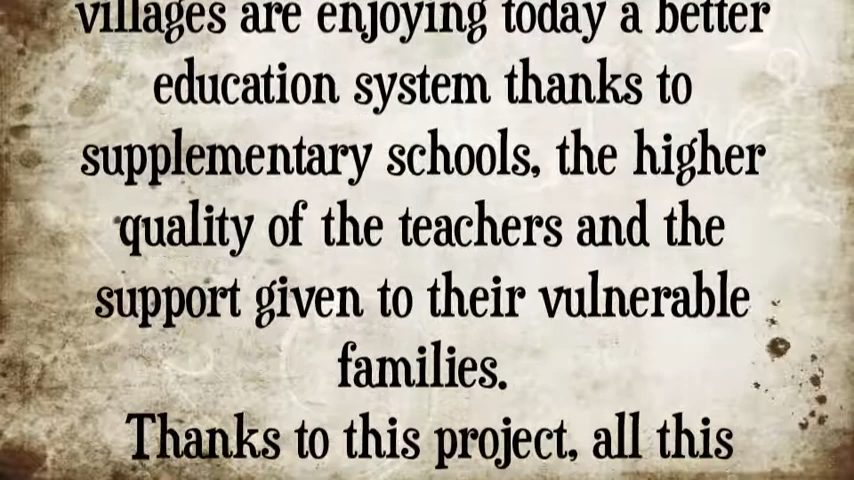 villages are enjoying today a better
education system thanks to
supplementary schools, the higher
quality of the teachers and the
support given to their vulnerable
families.
Thanks to this project, all this